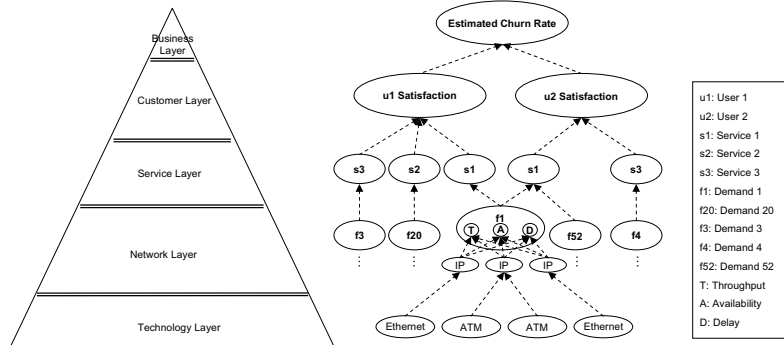 Business
Layer
Customer Layer
Service Layer
Network Layer
Technology Layer
Estimated Churn Rate
u1 Satisfaction
u2 Satisfaction
s3
s2
s1
s1
s3
f3
f20
f1
T
A
D
f52
f4
IP
IP
IP
Ethernet
ATM
ATM
Ethernet
u1: User 1
u2: User 2
s1: Service 1
s2: Service 2
s3: Service 3
f1: Demand 1
f20: Demand 20
f3: Demand 3
f4: Demand 4
f52: Demand 52
T: Throughput
A: Availability
D: Delay